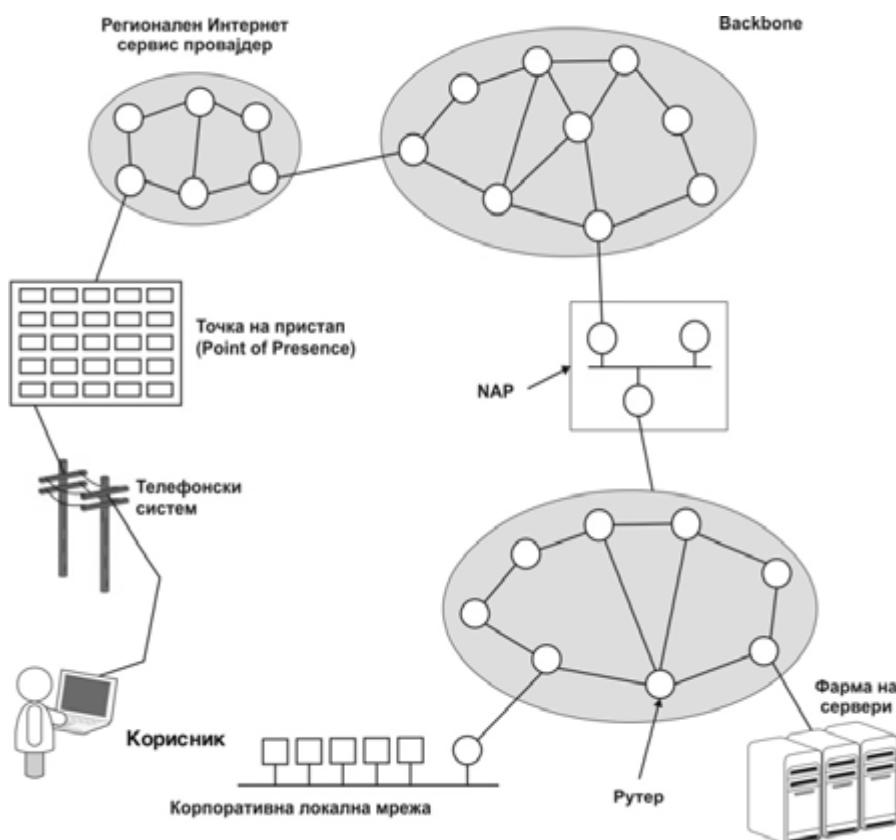 Регионален Интернет
сервис провајдер
Backbone
Точка на пристап
(Point of Presence)
NAP
Телефонски
систем
Фарма на
сервери
Корисник
Рутер
Корпоративна локална мрежа